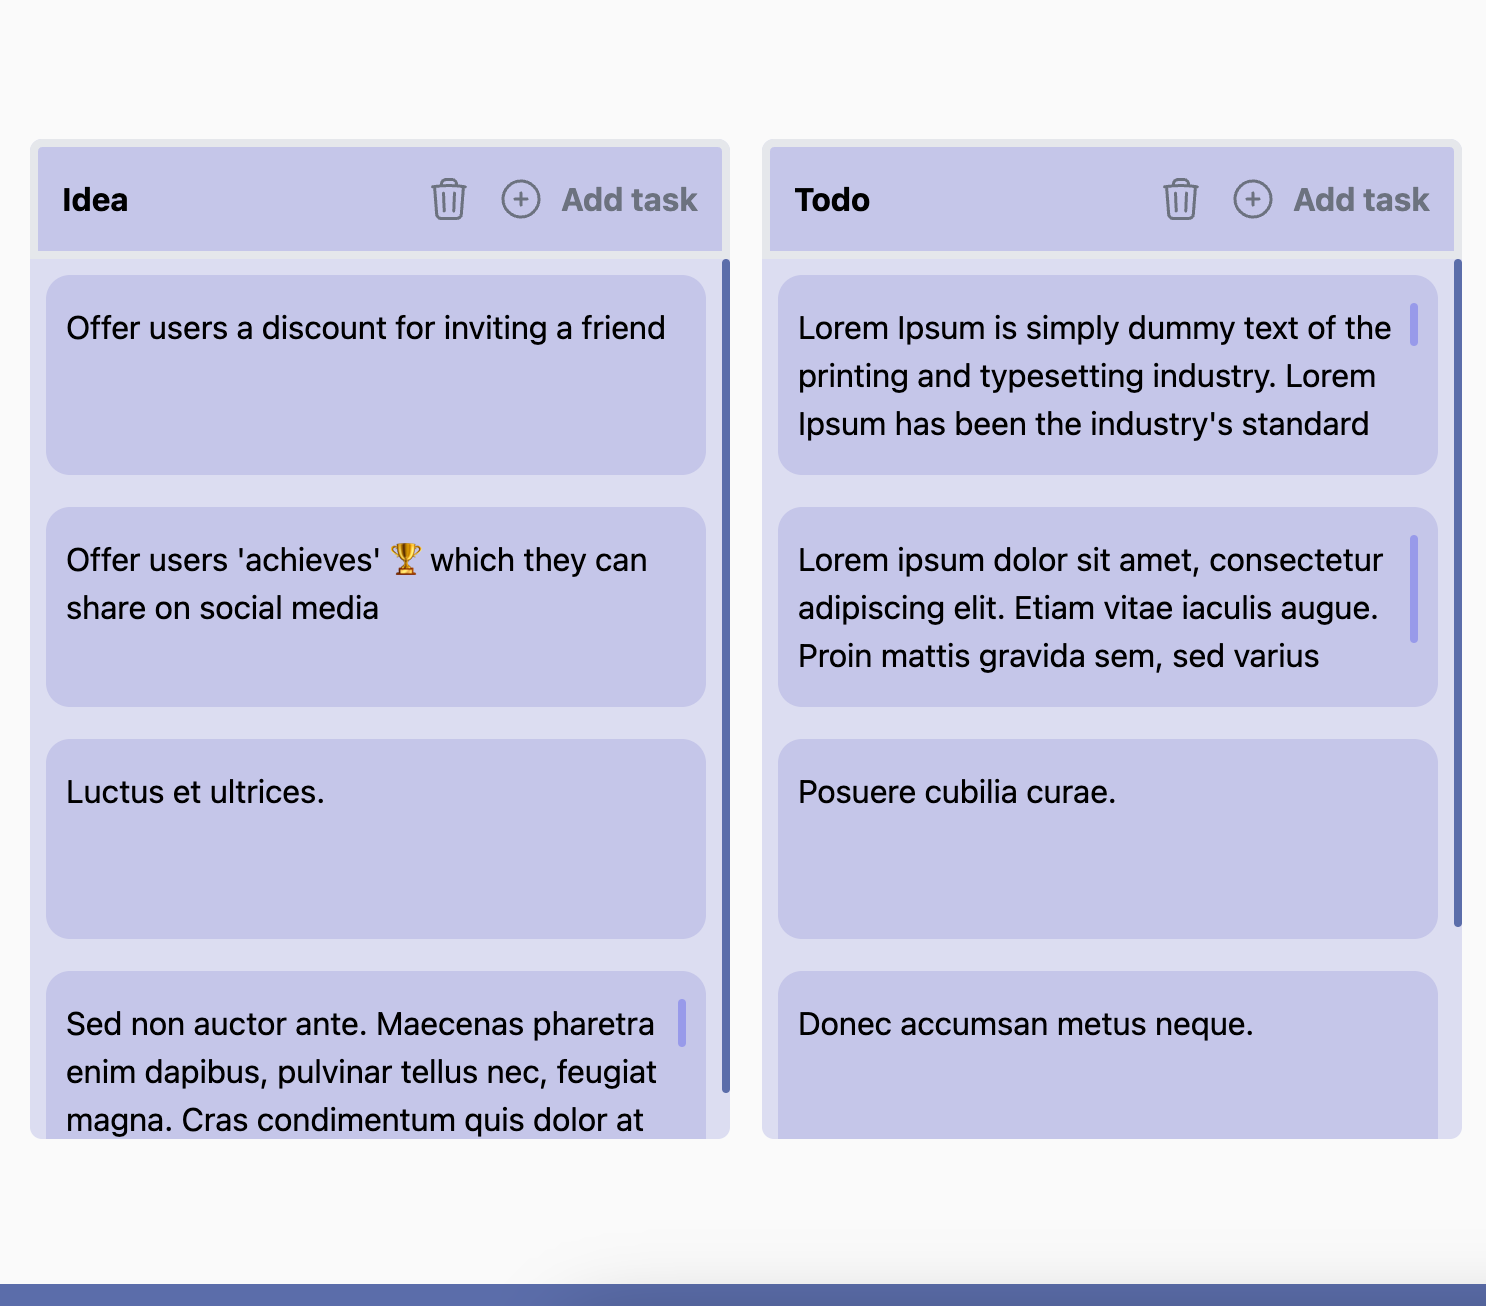 Idea
Add task
Offer users a discount for inviting a friend
Offer users 'achieves' 🏆 which they can
share on social media
Luctus et ultrices.
Sed non auctor ante. Maecenas pharetra
enim dapibus, pulvinar tellus nec, feugiat
magna. Cras condimentum quis dolor at
Todo
Add task
Lorem Ipsum is simply dummy text of the
printing and typesetting industry. Lorem
Ipsum has been the industry's standard
Lorem ipsum dolor sit amet, consectetur
adipiscing elit. Etiam vitae iaculis augue.
Proin mattis gravida sem, sed varius
Posuere cubilia curae.
Donec accumsan metus neque.